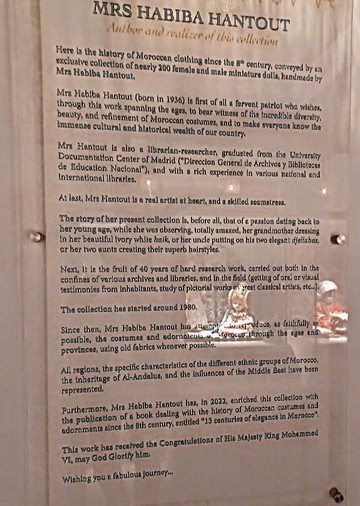 MRS HABIBA HANTOUT
Author and realizer of this collection
Here is the history of Moroccan clothing since the 8th century, conveyed by an
exclusive collection of nearly 200 female and male miniature dolls, handmade by
Mrs Habiba Hantout.
Mrs Habiba Hantout (born in 1936) is first of all a fervent patriot who wishes,
through this work spanning the ages, to bear witness of the incredible diversity,
beauty, and refinement of Moroccan costumes, and to make everyone know the
immense cultural and historical wealth of our country.
Mrs Hantout is also a librarian-researcher, graduated from the University
Documentation Center of Madrid ("Direccion General de Archivos y Bibliotecas
de Education Nacional"), and with a rich experience in various national and
international libraries.
At last, Mrs Hantout is a real artist at heart, and a skilled seamstress.
The story of her present collection is, before all, that of a passion dating back to
her young age, while she was observing, totally amazed, her grandmother dressing
in her beautiful ivory white haik, or her uncle putting on his two elegant djellabas,
or her two aunts creating their superb hairstyles.
Next, it is the fruit of 40 years of hard research work, carried out both in the
confines of various archives and libraries, and in the field (getting of oral or visual
testimonies from inhabitants, study of pictorial works of great classical artists, etc...).
The collection has started around 1980.
Since then, Mrs Habiba Hantout has to reproduce, as faithfully as
possible, the costumes and adornments of Morocco through the ages and
provinces, using old fabrics whenever possible.
All regions, the specific characteristics of the different ethnic groups of Morocco,
the inheritage of Al-Andalus, and the influences of the Middle East have been
represented.
Furthermore, Mrs Habiba Hantout has, in 2023, enriched this collection with
the publication of a book dealing with the history of Moroccan costumes and
adornments since the 8th century, entitled "13 centuries of elegance in Morocco".
This work has received the Congratulations of His Majesty King Mohammed
VI, may God Glorify him.
Wishing you a fabulous journey...